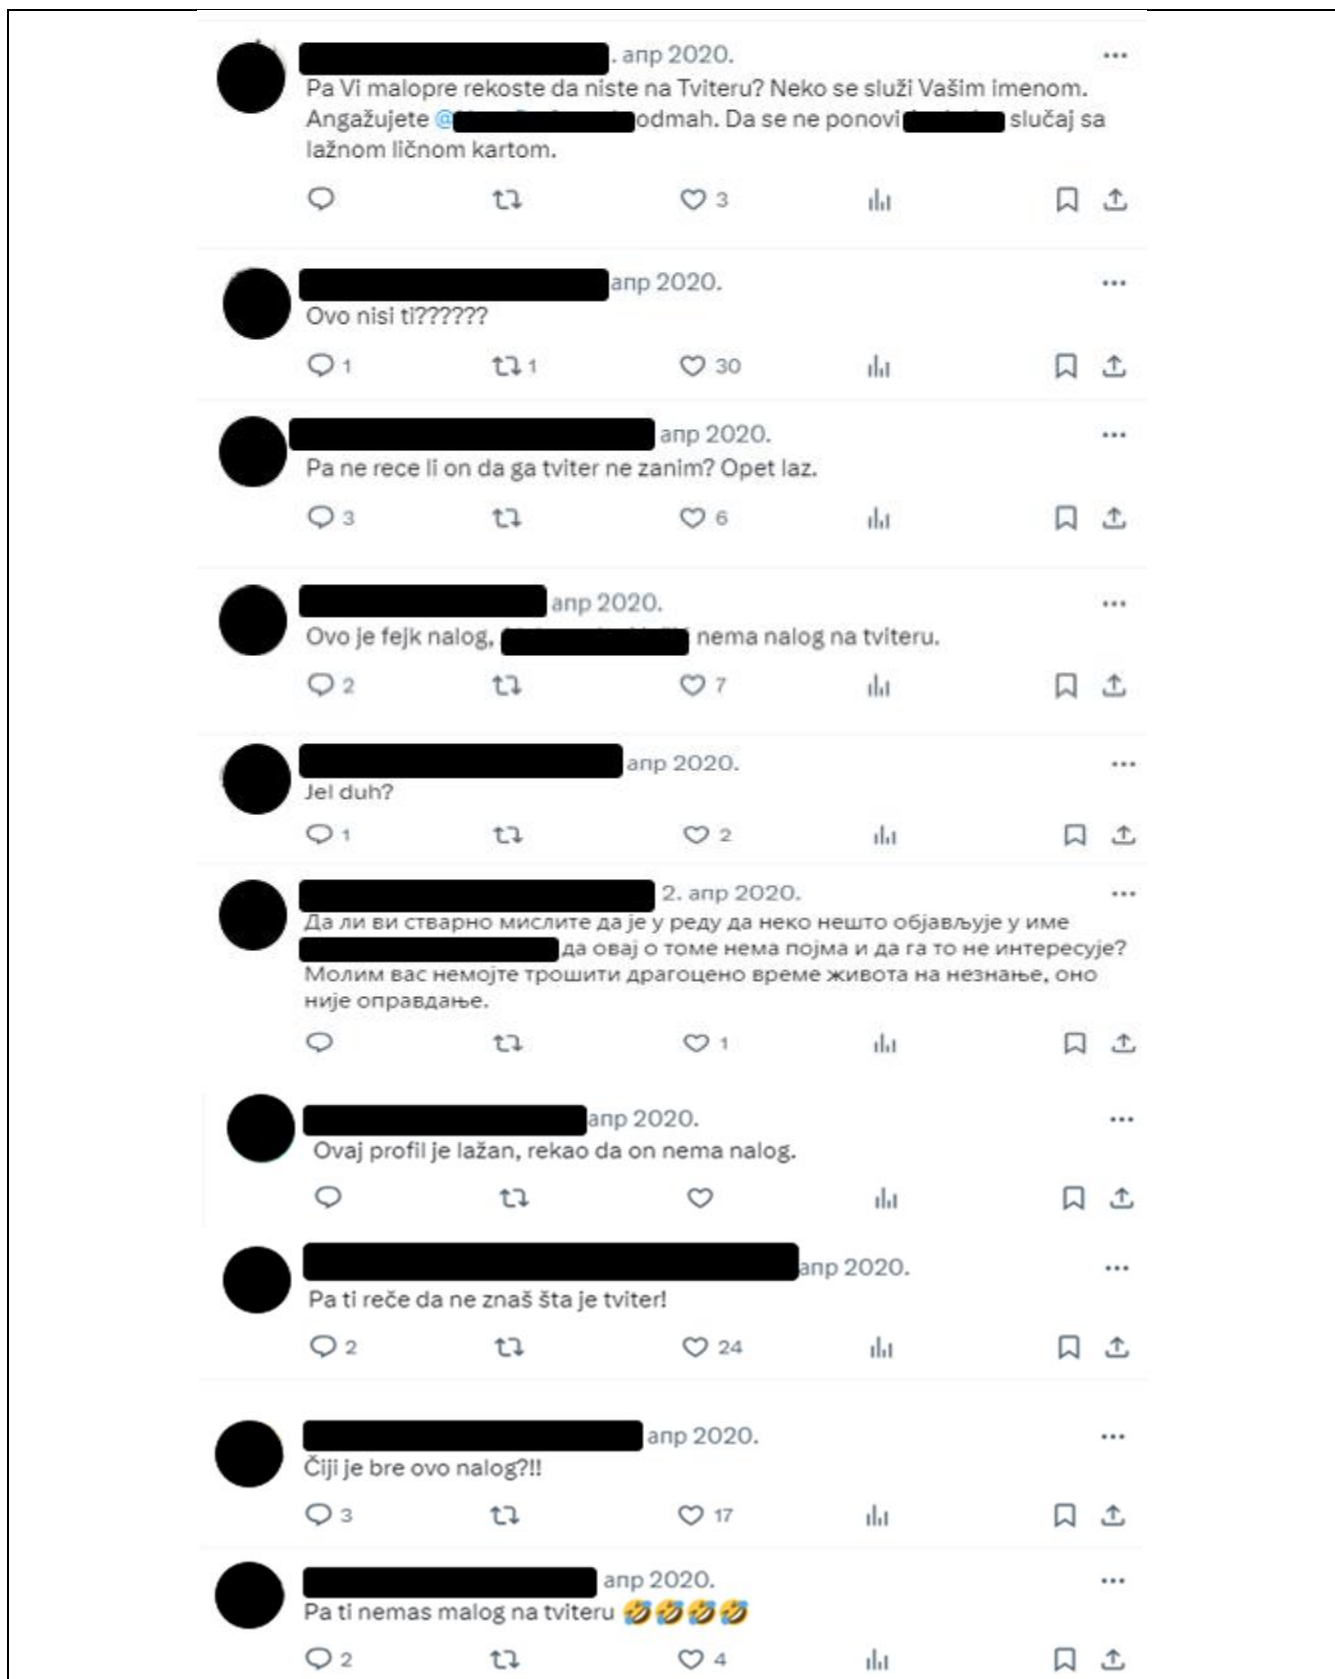 . апр 2020.
Pa Vi malopre rekoste da niste na Tviteru? Neko se služi Vašim imenom.
Angažujete @ odmah. Da se ne ponovi slučaj sa
lažnom ličnom kartom.
3
апр 2020.
Ovo nisi ti??????
1 1 30
апр 2020.
Pa ne rece li on da ga tviter ne zanim? Opet laz.
3 6
апр 2020.
Ovo je fejk nalog, nema nalog na tviteru.
2 7
апр 2020.
Jel duh?
1 2
2. апр 2020.
Да ли ви стварно мислите да је у реду да неко нешто објављује у име
да овај о томе нема појма и да га то не интересује?
Молим вас немојте трошити драгоцено време живота на незнање, оно
није оправдање.
1
апр 2020.
Ovaj profil je lažan, rekao da on nema nalog.
апр 2020.
Pa ti reče da ne znaš šta je tviter!
2 24
апр 2020.
Čiji je bre ovo nalog?!!
3 17
апр 2020.
Pa ti nemas malog na tviteru 🤣🤣🤣🤣
2 4